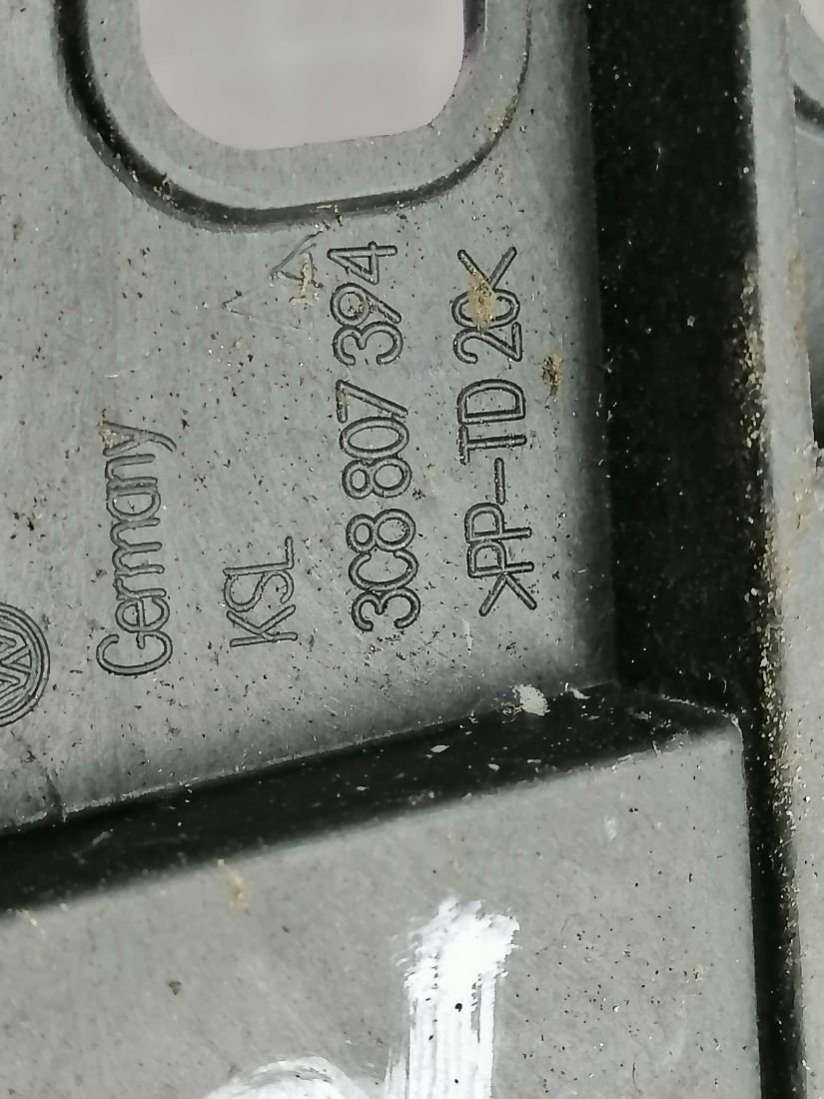 Germany
KSL
3C8 807 394
>PP-TD 20<